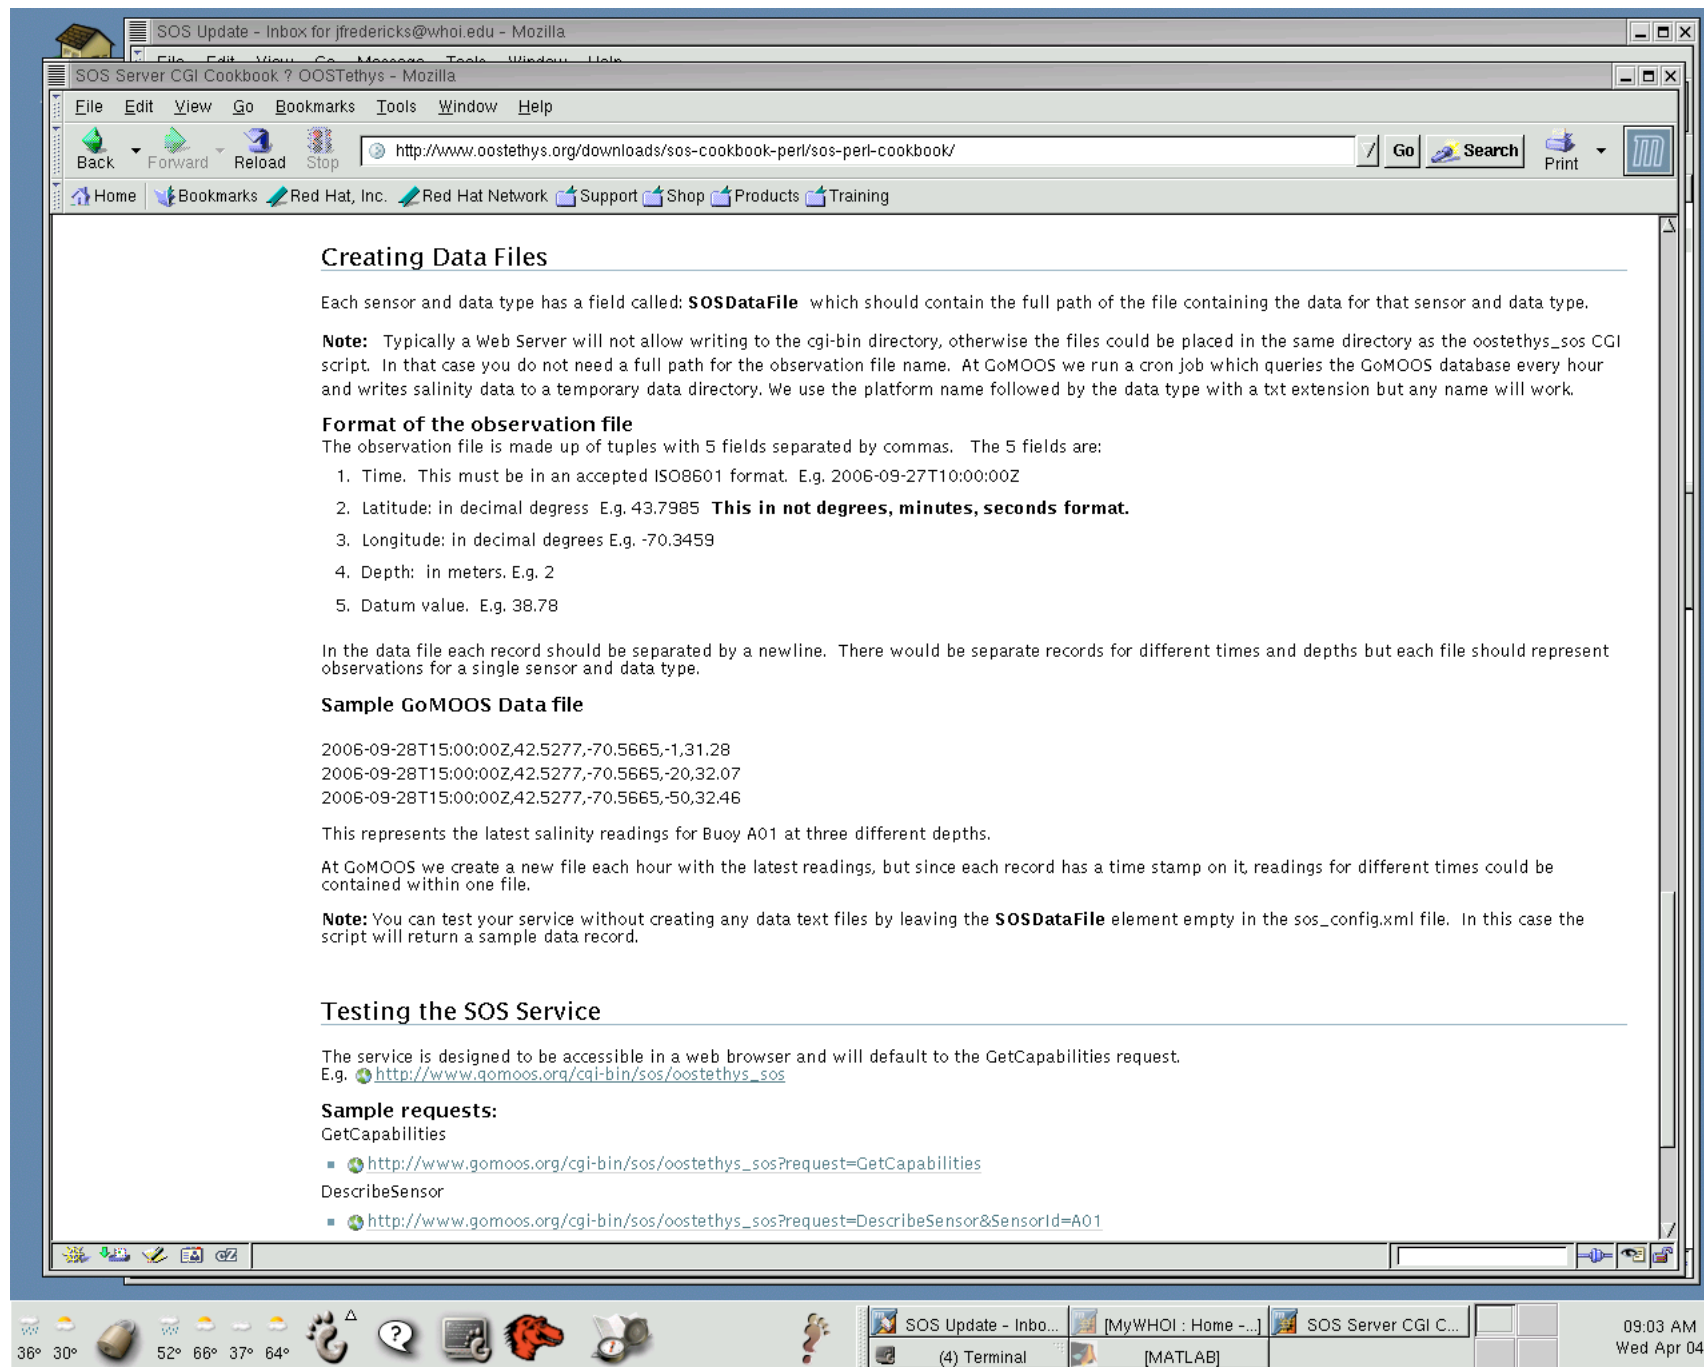 SOS Update - Inbox for jfredericks@whoi.edu - Mozilla
File Edit View Go Message Tools Window Help
SOS Server CGI Cookbook ? OOSTethys - Mozilla
File Edit View Go Bookmarks Tools Window Help
Back Forward Reload Stop http://www.oostethys.org/downloads/sos-cookbook-perl/sos-perl-cookbook/ Go Search Print
Home Bookmarks Red Hat, Inc. Red Hat Network Support Shop Products Training
Creating Data Files
Each sensor and data type has a field called: SOSDataFile which should contain the full path of the file containing the data for that sensor and data type.
Note: Typically a Web Server will not allow writing to the cgi-bin directory, otherwise the files could be placed in the same directory as the oostethys_sos CGI
script. In that case you do not need a full path for the observation file name. At GoMOOS we run a cron job which queries the GoMOOS database every hour
and writes salinity data to a temporary data directory. We use the platform name followed by the data type with a txt extension but any name will work.
Format of the observation file
The observation file is made up of tuples with 5 fields separated by commas. The 5 fields are:
1. Time. This must be in an accepted ISO8601 format. E.g. 2006-09-27T10:00:00Z
2. Latitude: in decimal degress E.g. 43.7985 This in not degrees, minutes, seconds format.
3. Longitude: in decimal degrees E.g. -70.3459
4. Depth: in meters. E.g. 2
5. Datum value. E.g. 38.78
In the data file each record should be separated by a newline. There would be separate records for different times and depths but each file should represent
observations for a single sensor and data type.
Sample GoMOOS Data file
2006-09-28T15:00:00Z,42.5277,-70.5665,-1,31.28
2006-09-28T15:00:00Z,42.5277,-70.5665,-20,32.07
2006-09-28T15:00:00Z,42.5277,-70.5665,-50,32.46
This represents the latest salinity readings for Buoy A01 at three different depths.
At GoMOOS we create a new file each hour with the latest readings, but since each record has a time stamp on it, readings for different times could be
contained within one file.
Note: You can test your service without creating any data text files by leaving the SOSDataFile element empty in the sos_config.xml file. In this case the
script will return a sample data record.
Testing the SOS Service
The service is designed to be accessible in a web browser and will default to the GetCapabilities request.
E.g. http://www.gomoos.org/cgi-bin/sos/oostethys_sos
Sample requests:
GetCapabilities
http://www.gomoos.org/cgi-bin/sos/oostethys_sos?request=GetCapabilities
DescribeSensor
http://www.gomoos.org/cgi-bin/sos/oostethys_sos?request=DescribeSensor&SensorId=A01
SOS Update - Inbo... [MyWHOI : Home -...] SOS Server CGI C... 09:03 AM
36° 30° 52° 66° 37° 64° (4) Terminal [MATLAB] Wed Apr 04